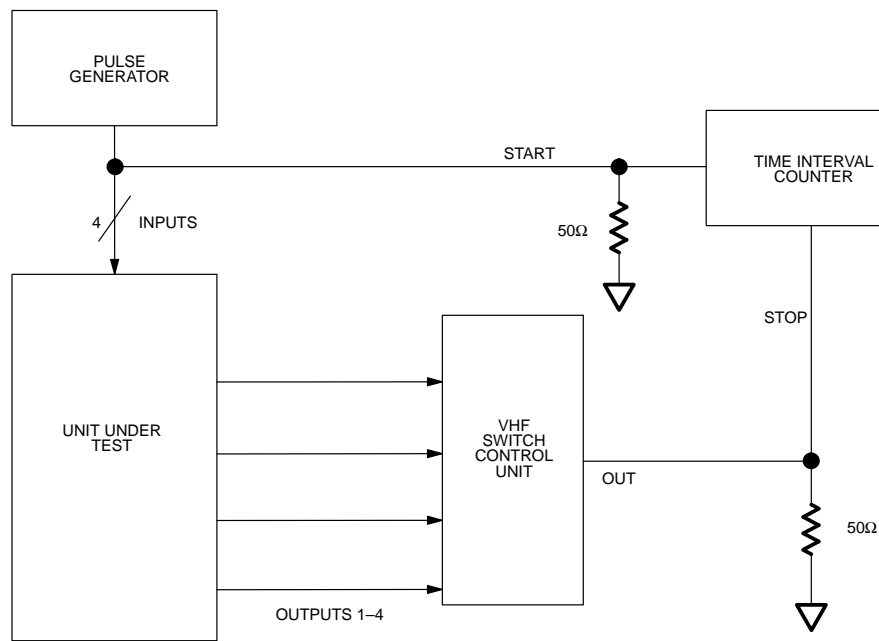 PULSE
GENERATOR
START
TIME INTERVAL
COUNTER
4
INPUTS
50Ω
STOP
UNIT UNDER
TEST
VHF
SWITCH
CONTROL
UNIT
OUT
50Ω
OUTPUTS 1–4